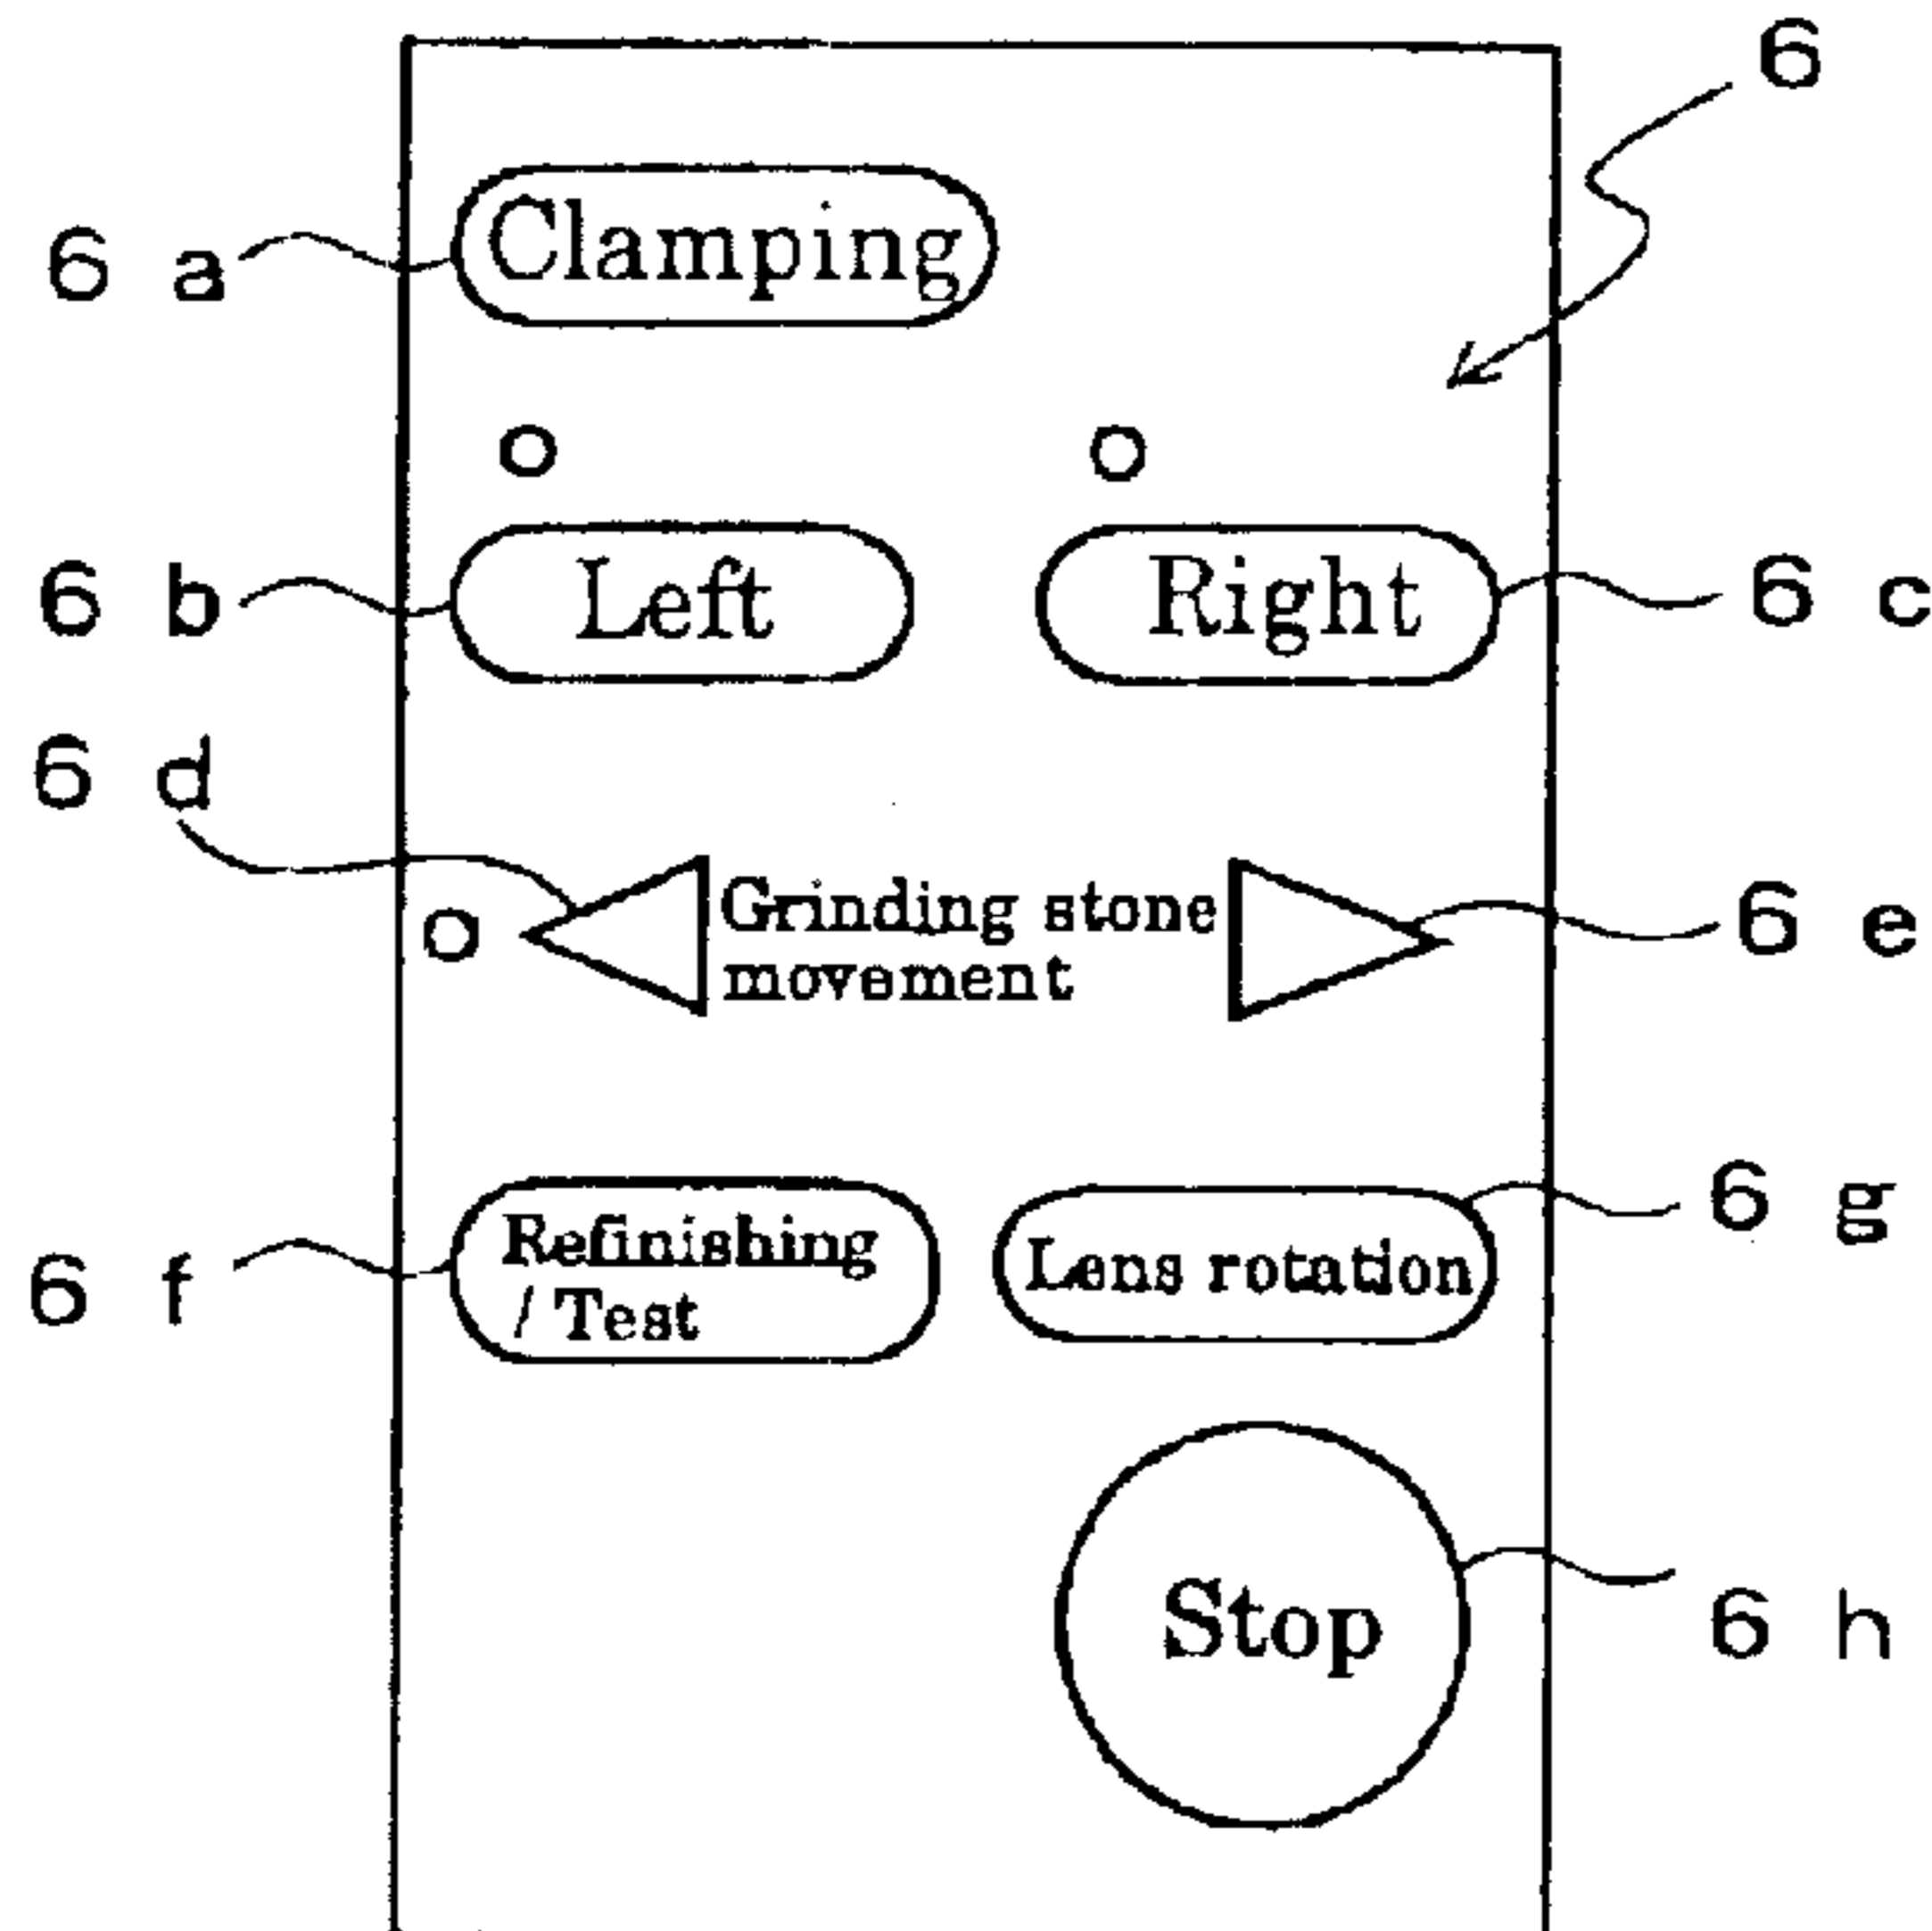 6
Clamping
6 a
Left
Right
6 b
6 c
6 d
Grinding stone
movement
6 e
Refinishing
/ Test
Lens rotation
6 f
6 g
Stop
6 h